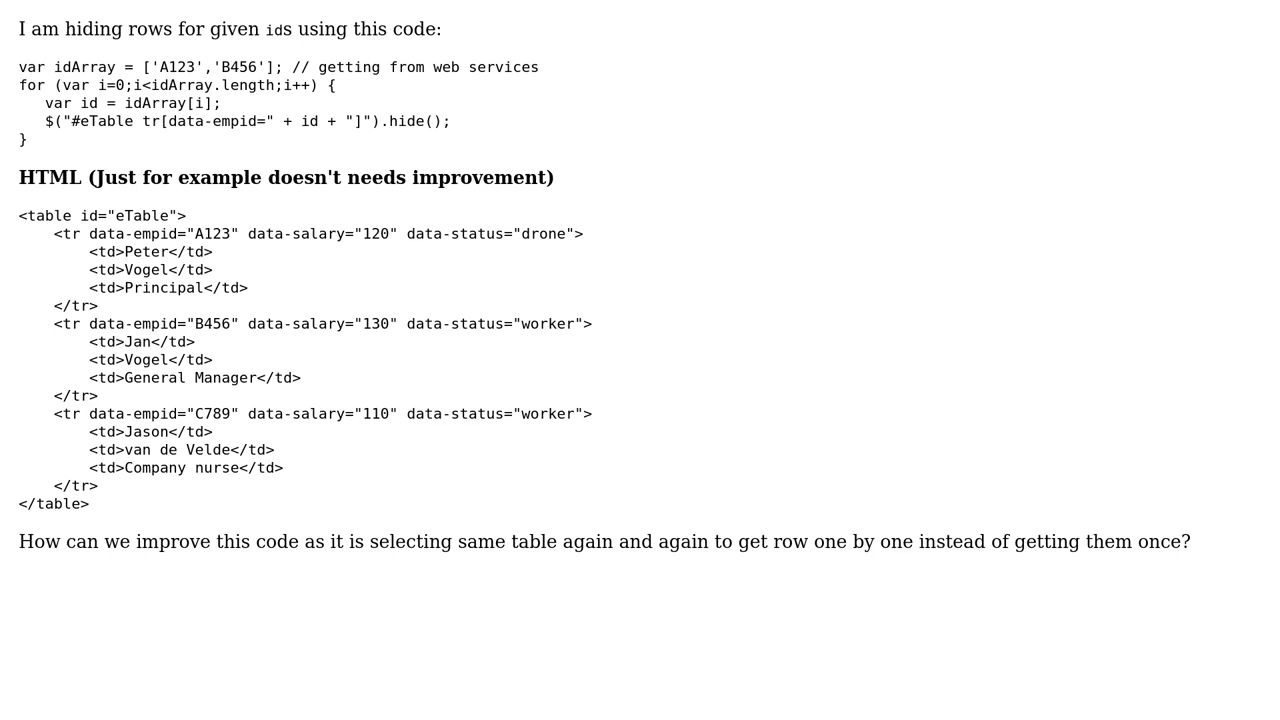 I am hiding rows for given ids using this code:
var idArray = ['A123','B456']; // getting from web services
for (var i=0;i<idArray.length;i++) {
   var id = idArray[i];
   $("#eTable tr[data-empid=" + id + "]").hide();
}
HTML (Just for example doesn't needs improvement)
<table id="eTable">
    <tr data-empid="A123" data-salary="120" data-status="drone">
        <td>Peter</td>
        <td>Vogel</td>
        <td>Principal</td>
    </tr>
    <tr data-empid="B456" data-salary="130" data-status="worker">
        <td>Jan</td>
        <td>Vogel</td>
        <td>General Manager</td>
    </tr>
    <tr data-empid="C789" data-salary="110" data-status="worker">
        <td>Jason</td>
        <td>van de Velde</td>
        <td>Company nurse</td>
    </tr>
</table>
How can we improve this code as it is selecting same table again and again to get row one by one instead of getting them once?